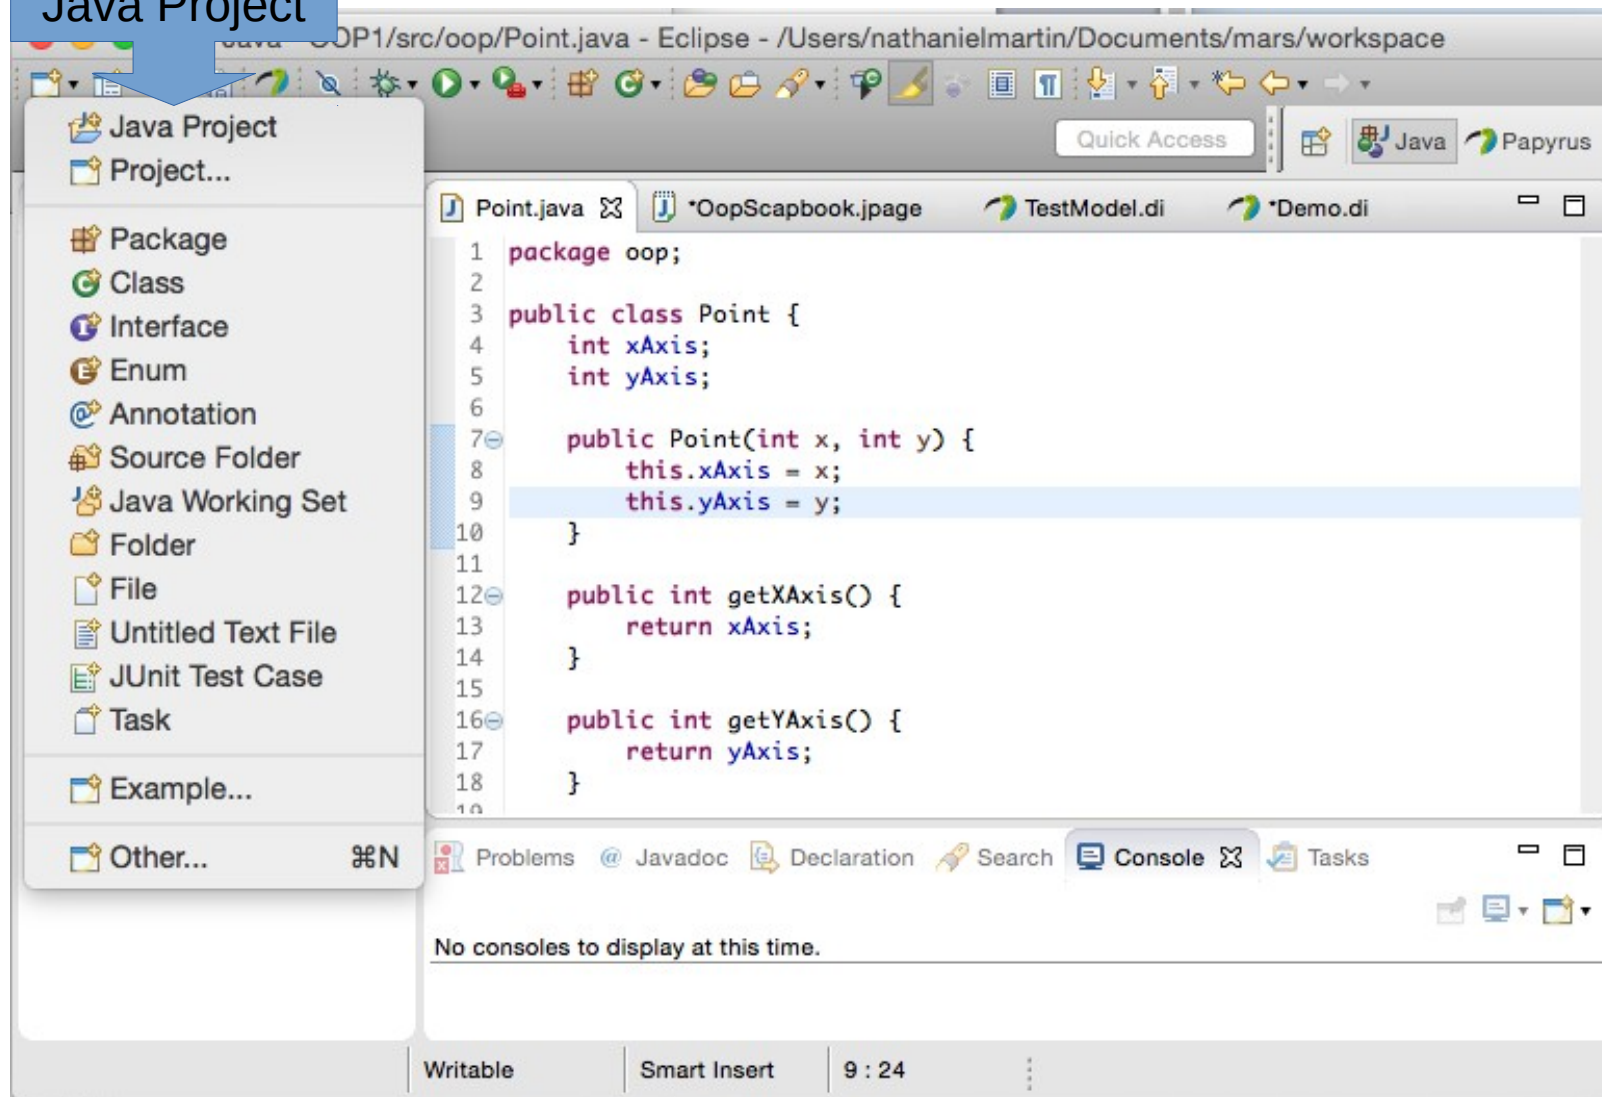 Java Project
Java - OOP1/src/oop/Point.java - Eclipse - /Users/nathanielmartin/Documents/mars/workspace
Quick Access
Java
Papyrus
Java Project
Project...
Package
Class
Interface
Enum
Annotation
Source Folder
Java Working Set
Folder
File
Untitled Text File
JUnit Test Case
Task
Example...
Other... ⌘N
Point.java *OopScapbook.jpage TestModel.di *Demo.di
1 package oop;
2
3 public class Point {
4 int xAxis;
5 int yAxis;
6
7 public Point(int x, int y) {
8 this.xAxis = x;
9 this.yAxis = y;
10 }
11
12 public int getXAxis() {
13 return xAxis;
14 }
15
16 public int getYAxis() {
17 return yAxis;
18 }
19
Problems @ Javadoc Declaration Search Console Tasks
No consoles to display at this time.
Writable Smart Insert 9 : 24